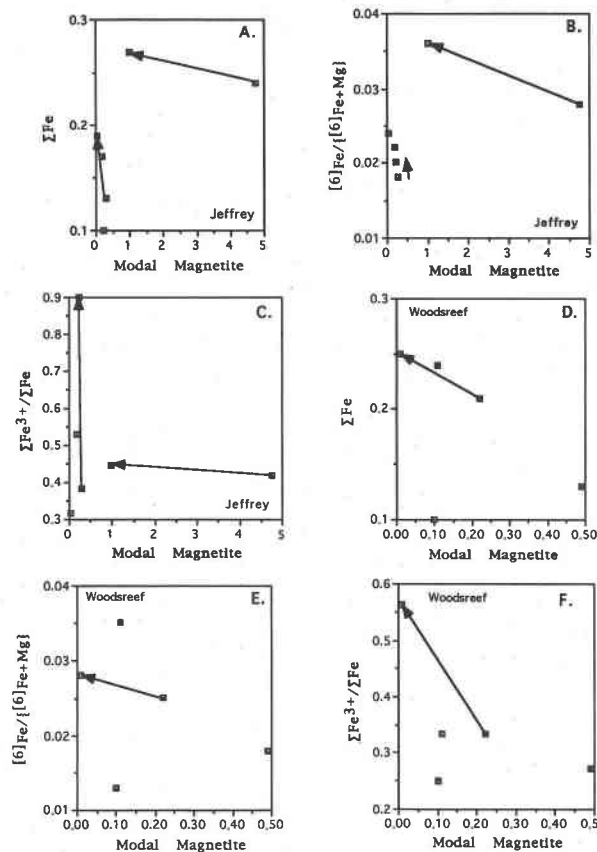 A.
0.3
0.2
0.1
ΣFe
0 1 2 3 4 5
Modal Magnetite
Jeffrey
B.
0.04
0.03
0.02
0.01
[6]Fe/{[6]Fe+Mg}
0 1 2 3 4 5
Modal Magnetite
Jeffrey
C.
0.9
0.8
0.7
0.6
0.5
0.4
0.3
ΣFe3+/ΣFe
0 1 2 3 4 5
Modal Magnetite
Jeffrey
D.
Woodsreef
0.3
0.2
0.1
ΣFe
0.00 0,10 0,20 0,30 0,40 0,50
Modal Magnetite
E.
Woodsreef
0.04
0.03
0.02
0.01
[6]Fe/{[6]Fe+Mg}
0,00 0,10 0,20 0,30 0,40 0,50
Modal Magnetite
F.
Woodsreef
0.6
0.5
0.4
0.3
0.2
ΣFe3+/ΣFe
0,00 0,10 0,20 0,30 0,40 0,5
Modal Magnetite